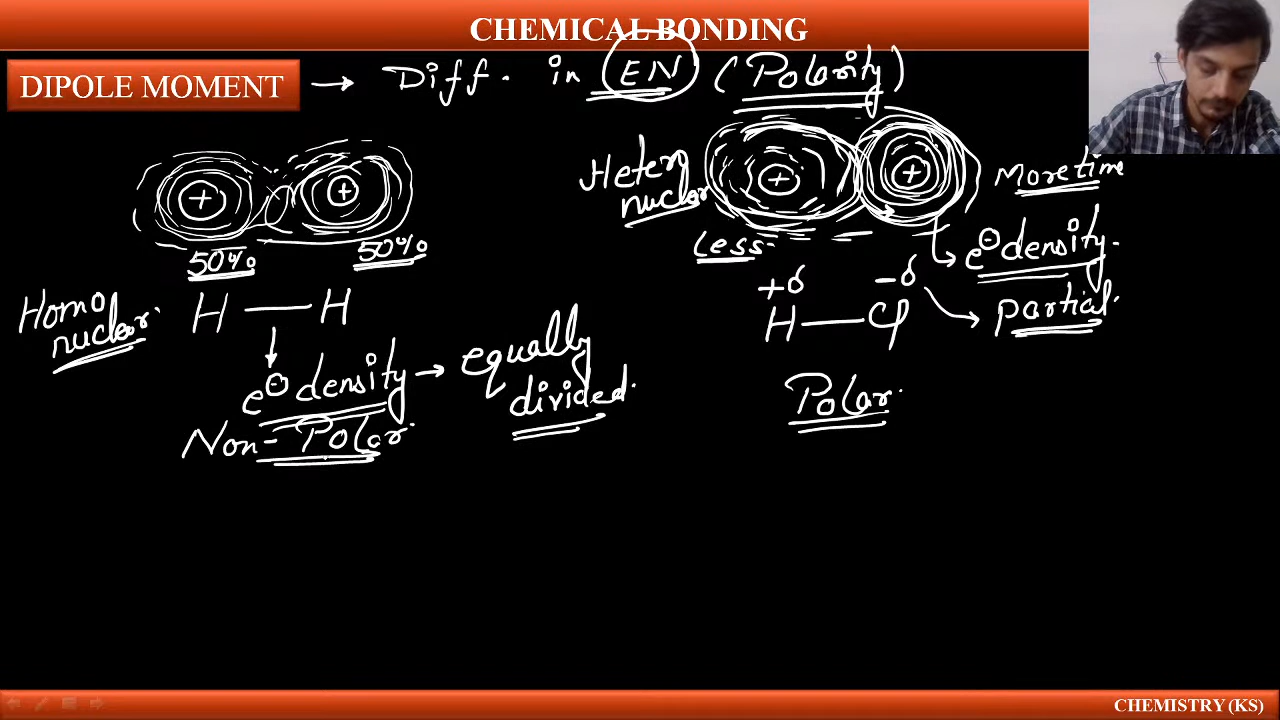 CHEMICAL BONDING
DIPOLE MOMENT → Diff. in EN (Polarity)
Hetero
nuclear
More time
+ +
+ +
50% 50%
Less
e⊖ density.
+δ -δ
partial.
Homo
nuclear.
H — H
H — Cl
e⊖ density → equally
divided.
Non-Polar.
Polar.
CHEMISTRY (KS)